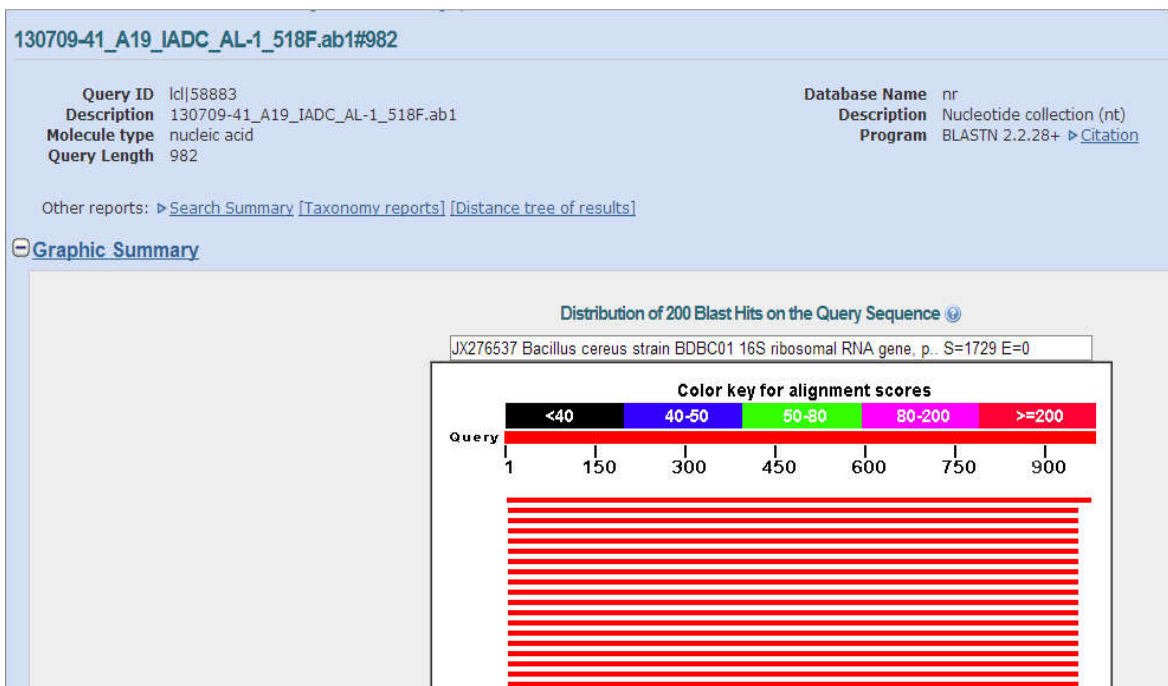 130709-41_A19_IADC_AL-1_518F.ab1#982
Query ID lcl|58883
Description 130709-41_A19_IADC_AL-1_518F.ab1
Molecule type nucleic acid
Query Length 982
Database Name nr
Description Nucleotide collection (nt)
Program BLASTN 2.2.28+ Citation
Other reports: Search Summary [Taxonomy reports] [Distance tree of results]
Graphic Summary
Distribution of 200 Blast Hits on the Query Sequence
JX276537 Bacillus cereus strain BDBC01 16S ribosomal RNA gene, p.. S=1729 E=0
Color key for alignment scores
<40 40-50 50-80 80-200 >=200
Query
1 150 300 450 600 750 900